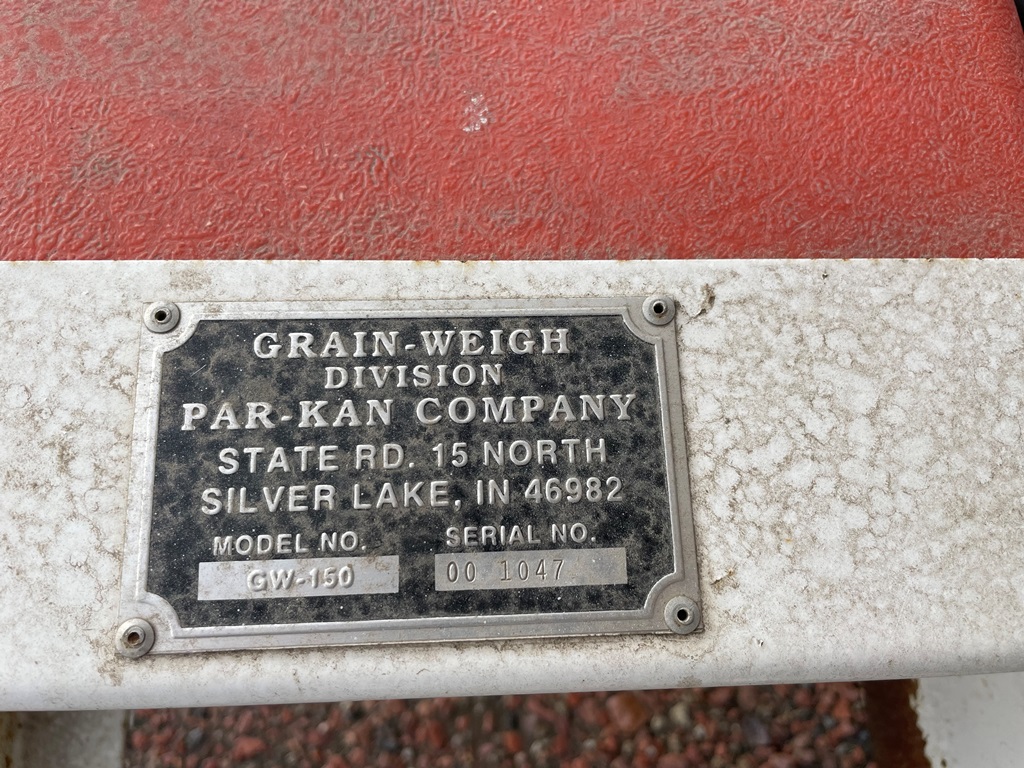 GRAIN-WEIGH
DIVISION
PAR-KAN COMPANY
STATE RD. 15 NORTH
SILVER LAKE, IN 46982
MODEL NO. SERIAL NO.
GW-150 00 1047